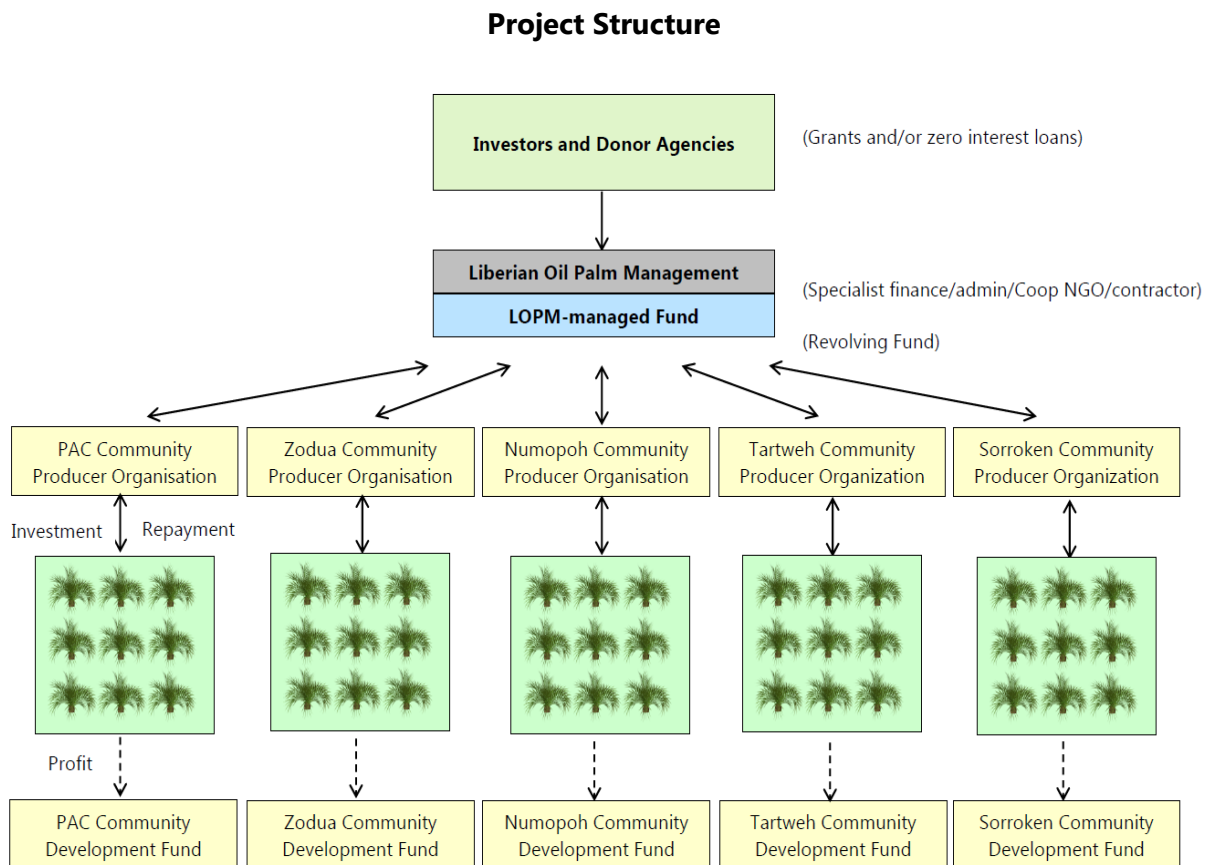 Project Structure
Investors and Donor Agencies
(Grants and/or zero interest loans)
Liberian Oil Palm Management
(Specialist finance/admin/Coop NGO/contractor)
LOPM-managed Fund
(Revolving Fund)
PAC Community
Producer Organisation
Zodua Community
Producer Organisation
Numopoh Community
Producer Organisation
Tartweh Community
Producer Organization
Sorroken Community
Producer Organization
Investment
Repayment
Profit
PAC Community
Development Fund
Zodua Community
Development Fund
Numopoh Community
Development Fund
Tartweh Community
Development Fund
Sorroken Community
Development Fund